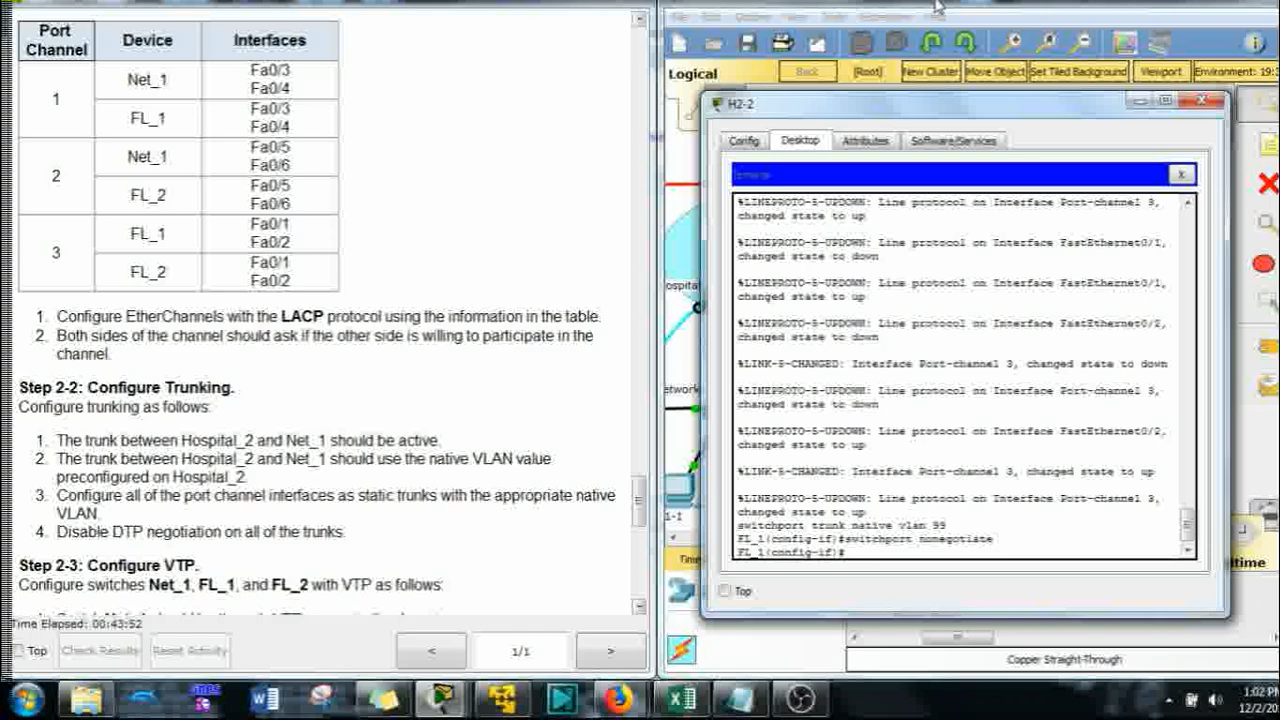 Port Channel
Device
Interfaces
1
Net_1
Fa0/3
Fa0/4
FL_1
Fa0/3
Fa0/4
2
Net_1
Fa0/5
Fa0/6
FL_2
Fa0/5
Fa0/6
3
FL_1
Fa0/1
Fa0/2
FL_2
Fa0/1
Fa0/2
1. Configure EtherChannels with the LACP protocol using the information in the table.
2. Both sides of the channel should ask if the other side is willing to participate in the
channel.
Step 2-2: Configure Trunking.
Configure trunking as follows:
1. The trunk between Hospital_2 and Net_1 should be active.
2. The trunk between Hospital_2 and Net_1 should use the native VLAN value
preconfigured on Hospital_2.
3. Configure all of the port channel interfaces as static trunks with the appropriate native
VLAN.
4. Disable DTP negotiation on all of the trunks.
Step 2-3: Configure VTP.
Configure switches Net_1, FL_1, and FL_2 with VTP as follows:
Time Elapsed: 00:43:52
Top
Check Results
Reset Activity
<
1/1
>
Logical
Back
[Root]
New Cluster
Move Object
Set Tiled Background
Viewport
Environment: 19:
H2-2
Config
Desktop
Attributes
Software/Services
Terminal
X
%LINEPROTO-5-UPDOWN: Line protocol on Interface Port-channel 3,
changed state to up
%LINEPROTO-5-UPDOWN: Line protocol on Interface FastEthernet0/1,
changed state to down
%LINEPROTO-5-UPDOWN: Line protocol on Interface FastEthernet0/1,
changed state to up
%LINEPROTO-5-UPDOWN: Line protocol on Interface FastEthernet0/2,
changed state to down
%LINK-5-CHANGED: Interface Port-channel 3, changed state to down
%LINEPROTO-5-UPDOWN: Line protocol on Interface Port-channel 3,
changed state to down
%LINEPROTO-5-UPDOWN: Line protocol on Interface FastEthernet0/2,
changed state to up
%LINK-5-CHANGED: Interface Port-channel 3, changed state to up
%LINEPROTO-5-UPDOWN: Line protocol on Interface Port-channel 3,
changed state to up
switchport trunk native vlan 99
FL_1(config-if)#switchport nonegotiate
FL_1(config-if)#
Top
ospita
etwork
1-1
Time
ltime
Copper Straight-Through
1:02 PM
12/2/20